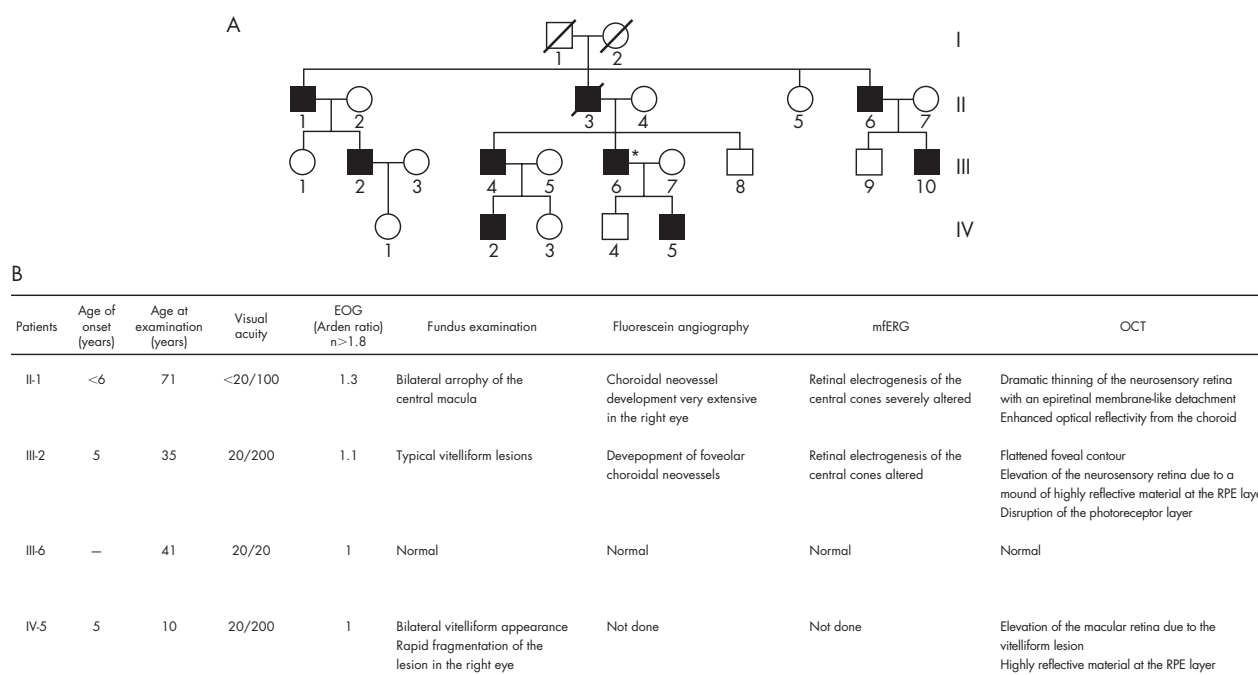 A
I
1 2
II
1 2 3 4 5 6 7
*
III
1 2 3 4 5 6 7 8 9 10
IV
1 2 3 4 5
B
Patients Age of onset (years) Age at examination (years) Visual acuity EOG (Arden ratio) n>1.8 Fundus examination Fluorescein angiography mfERG OCT
II-1 <6 71 <20/100 1.3 Bilateral arrophy of the Choroidal neovessel Retinal electrogenesis of the Dramatic thinning of the neurosensory retina
central macula development very extensive central cones severely altered with an epiretinal membrane-like detachment
in the right eye Enhanced optical reflectivity from the choroid
III-2 5 35 20/200 1.1 Typical vitelliform lesions Devepopment of foveolar Retinal electrogenesis of the Flattened foveal contour
choroidal neovessels central cones altered Elevation of the neurosensory retina due to a
mound of highly reflective material at the RPE laye
Disruption of the photoreceptor layer
III-6 — 41 20/20 1 Normal Normal Normal Normal
IV-5 5 10 20/200 1 Bilateral vitelliform appearance Not done Not done Elevation of the macular retina due to the
Rapid fragmentation of the vitelliform lesion
lesion in the right eye Highly reflective material at the RPE layer